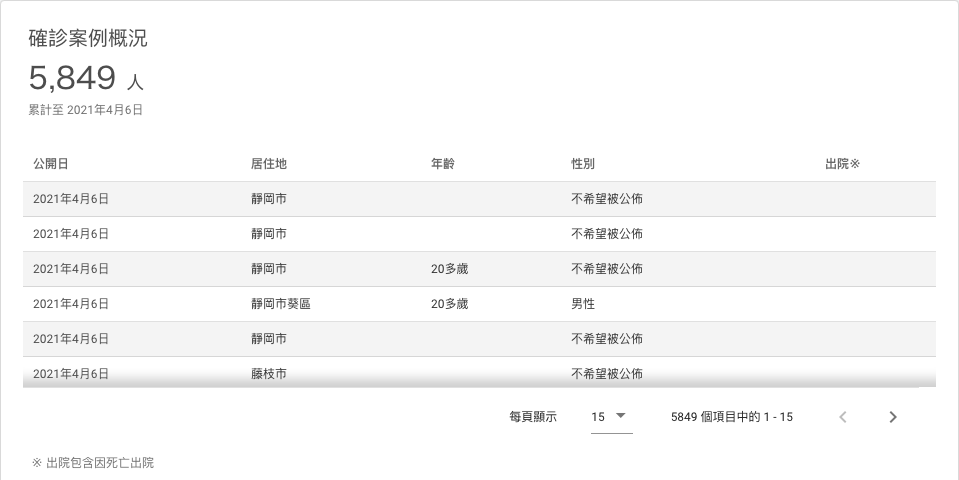 確診案例概況
5,849 人
累計至 2021年4月6日
公開日 居住地 年齡 性別 出院※
2021年4月6日 靜岡市 不希望被公佈
2021年4月6日 靜岡市 不希望被公佈
2021年4月6日 靜岡市 20多歲 不希望被公佈
2021年4月6日 靜岡市葵區 20多歲 男性
2021年4月6日 靜岡市 不希望被公佈
2021年4月6日 藤枝市 不希望被公佈
每頁顯示 15 5849 個項目中的 1 - 15
※ 出院包含因死亡出院